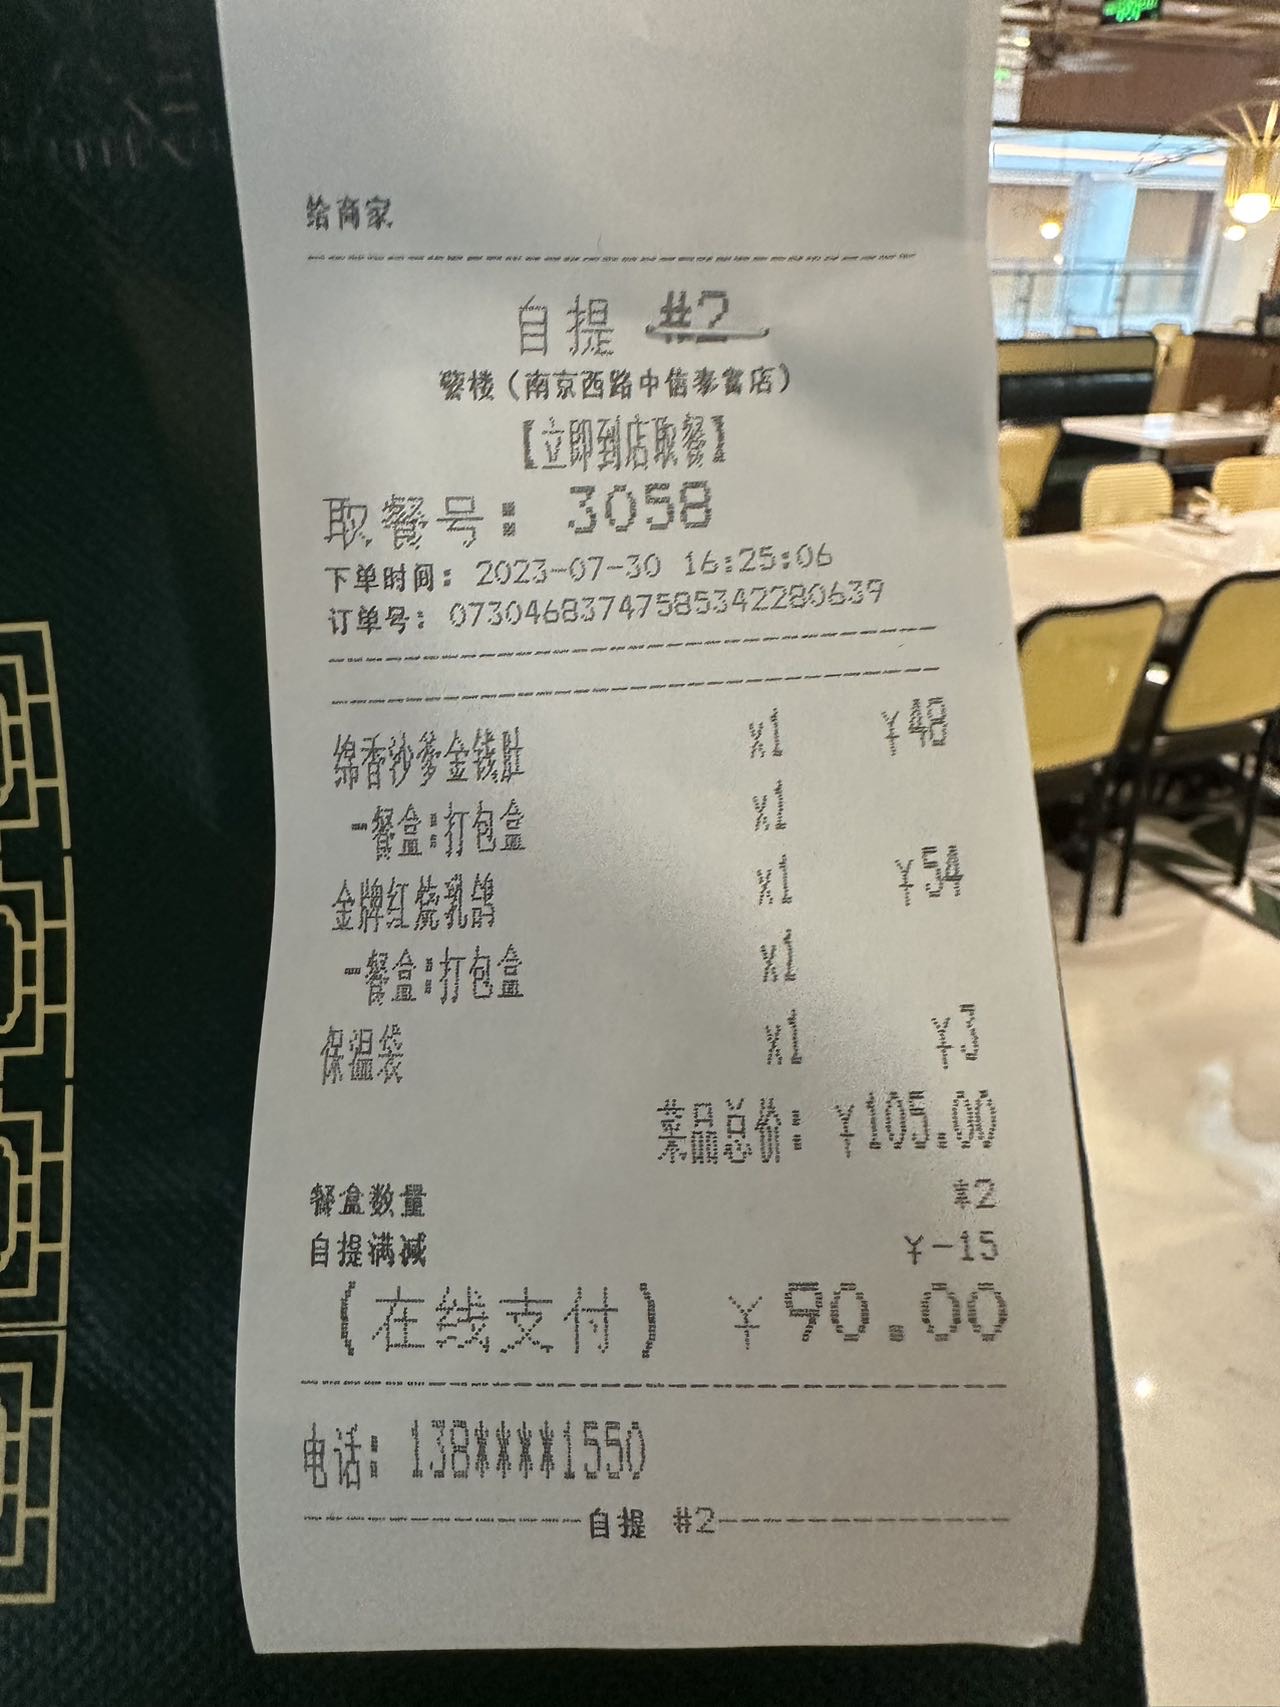 给商家
自提 #2
（南京西路中信泰富店）
【立即到店取餐】
取餐号: 3058
下单时间: 2023-07-30 16:25:06
订单号: 073046837475853422 80639
绵香沙爹金钱肚 x1 ¥48
-餐盒:打包盒 x1
金牌红烧乳鸽 x1 ¥54
-餐盒:打包盒 x1
保温袋 x1 ¥3
菜品总价: ¥105.00
餐盒数量 *2
自提满减 ¥-15
(在线支付) ¥90.00
电话: 138****1550
自提 #2